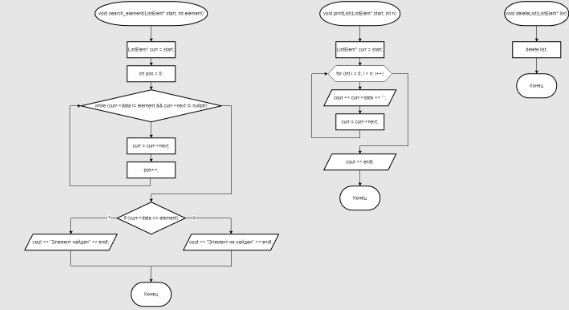 void search_element(ListElem* start, int element)
ListElem* curr = start;
int pos = 0;
while (curr->data != element && curr->next != nullptr)
curr = curr->next;
pos++;
if (curr->data == element)
cout << "Элемент найден" << endl;
cout << "Элемент не найден" << endl;
Конец
void printList(ListElem* start, int n)
ListElem* curr = start;
for (int i = 0; i < n; i++)
cout << curr->data << " ";
curr = curr->next;
cout << endl;
Конец
void deleteList(ListElem* list)
delete list;
Конец